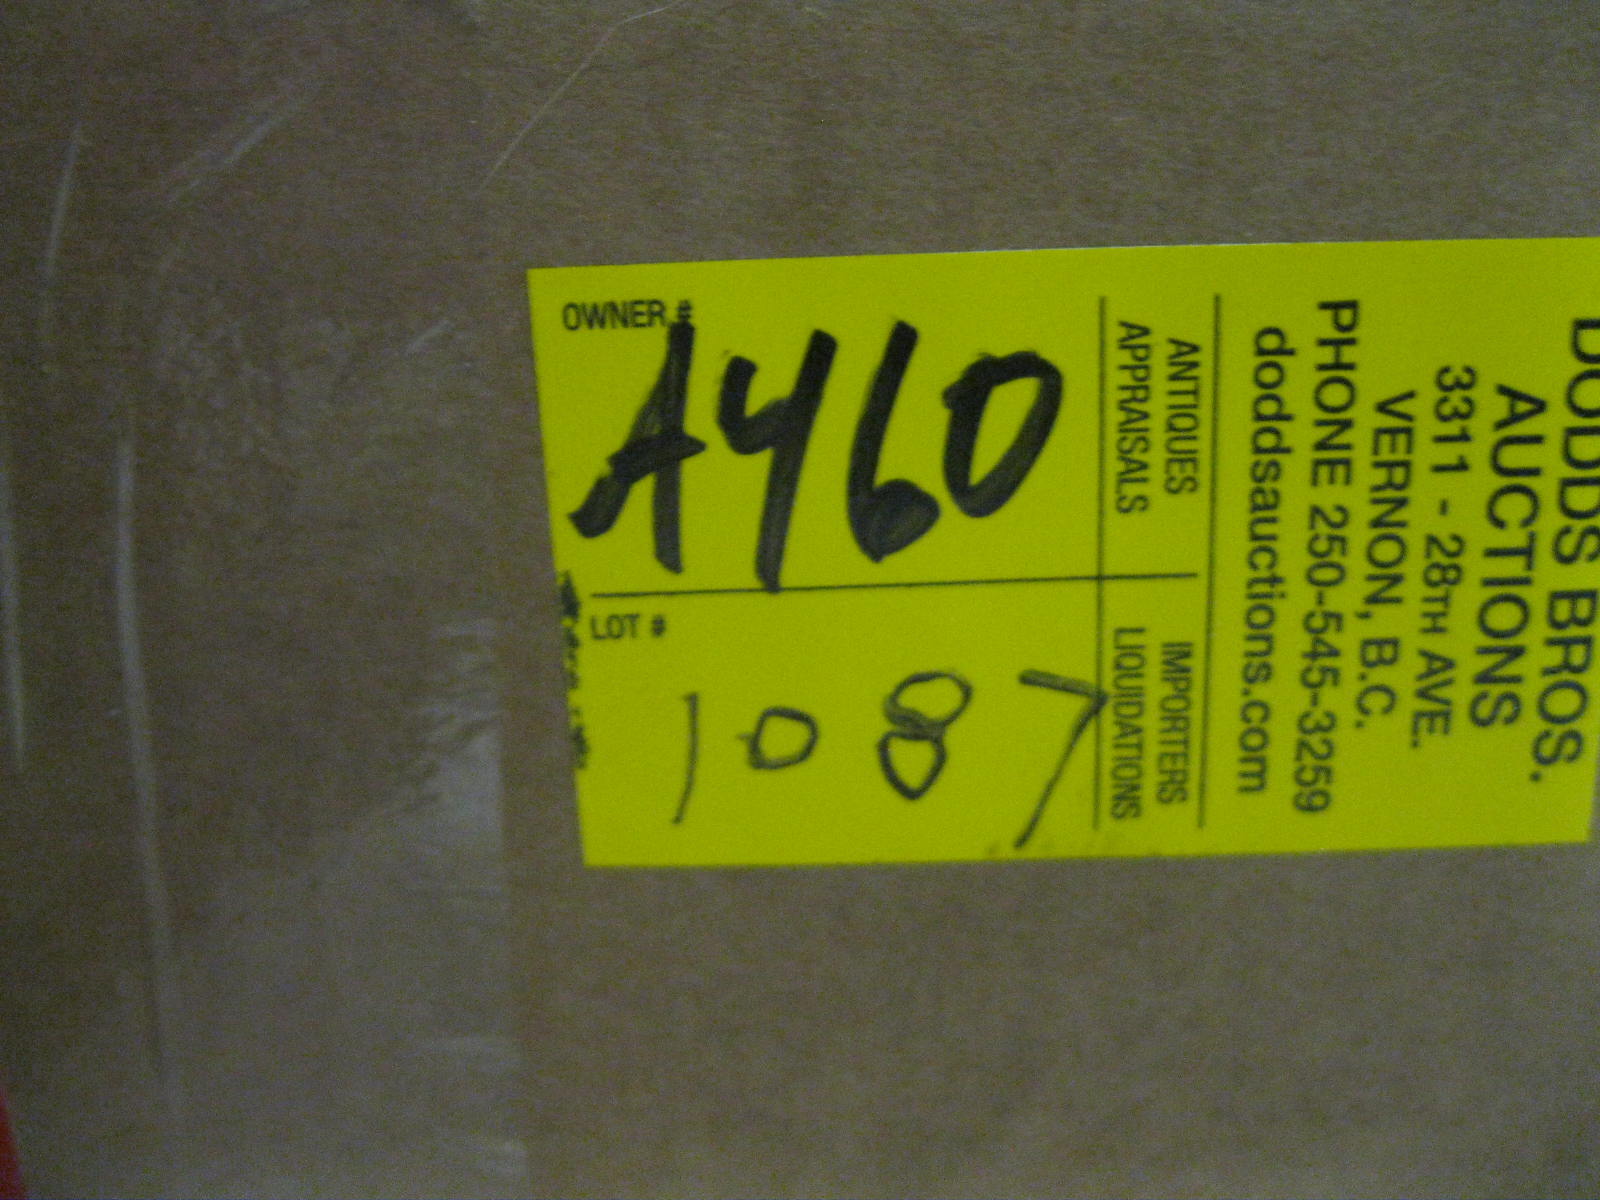 OWNER #
A460
LOT #
1087
ANTIQUES
APPRAISALS
IMPORTERS
LIQUIDATIONS
DODDS BROS.
AUCTIONS
3311 - 28TH AVE.
VERNON, B.C.
PHONE 250-545-3259
doddsauctions.com